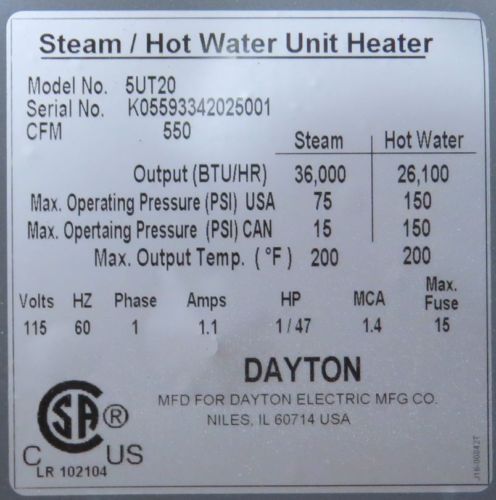 Steam / Hot Water Unit Heater
Model No. 5UT20
Serial No. K05593342025001
CFM 550
Steam Hot Water
Output (BTU/HR) 36,000 26,100
Max. Operating Pressure (PSI) USA 75 150
Max. Opertaing Pressure (PSI) CAN 15 150
Max. Output Temp. ( °F ) 200 200
Volts HZ Phase Amps HP MCA Max. Fuse
115 60 1 1.1 1 / 47 1.4 15
DAYTON
MFD FOR DAYTON ELECTRIC MFG CO.
NILES, IL 60714 USA
CSA ®
C US
LR 102104